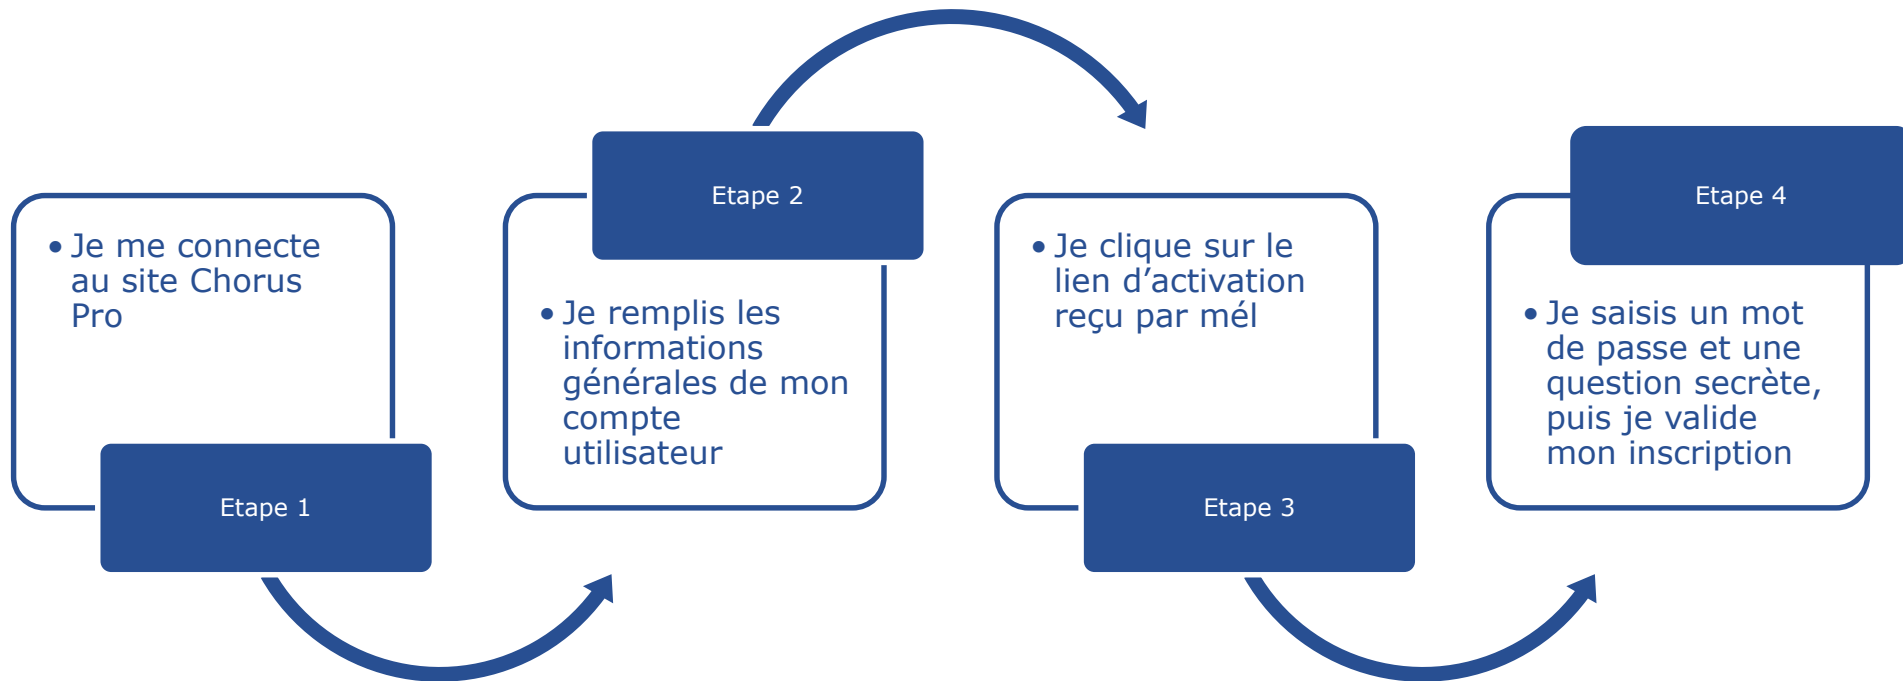 • Je me connecte
au site Chorus
Pro
Etape 1
Etape 2
• Je remplis les
informations
générales de mon
compte
utilisateur
• Je clique sur le
lien d’activation
reçu par mél
Etape 3
Etape 4
• Je saisis un mot
de passe et une
question secrète,
puis je valide
mon inscription